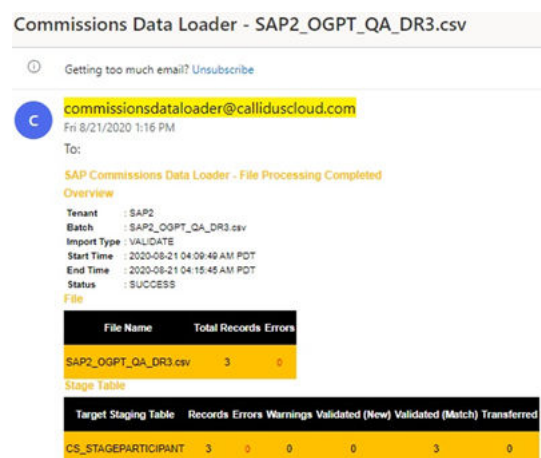 Commissions Data Loader - SAP2_OGPT_QA_DR3.csv
Getting too much email? Unsubscribe
C
commissionsdataloader@calliduscloud.com
Fri 8/21/2020 1:16 PM
To:
SAP Commissions Data Loader - File Processing Completed
Overview
Tenant : SAP2
Batch : SAP2_OGPT_QA_DR3.csv
Import Type : VALIDATE
Start Time : 2020-08-21 04:09:49 AM PDT
End Time : 2020-08-21 04:15:45 AM PDT
Status : SUCCESS
File
File Name Total Records Errors
SAP2_OGPT_QA_DR3.csv 3 0
Stage Table
Target Staging Table Records Errors Warnings Validated (New) Validated (Match) Transferred
CS_STAGEPARTICIPANT 3 0 0 0 3 0